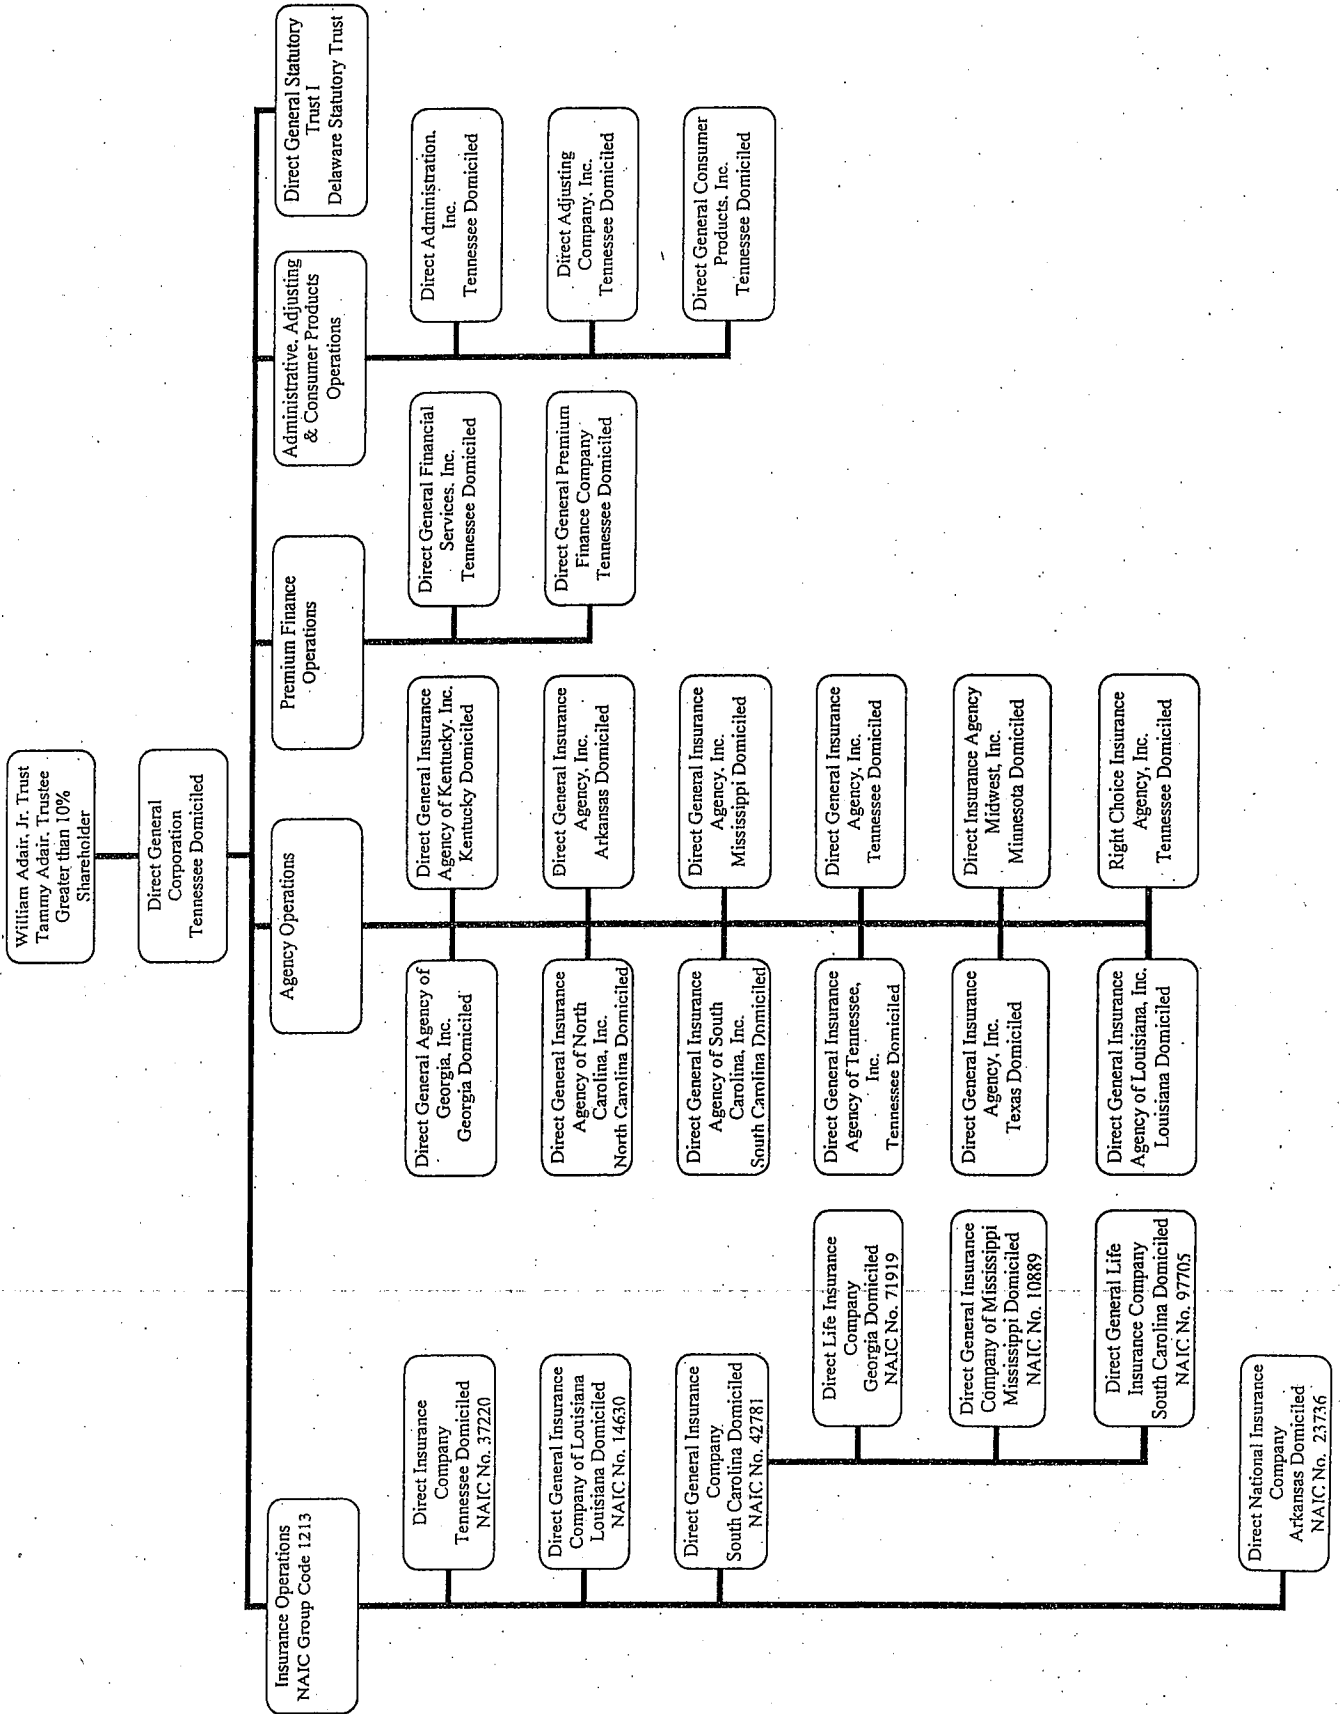 William Adair, Jr. Trust
Tammy Adair, Trustee
Greater than 10%
Shareholder
Direct General
Corporation
Tennessee Domiciled
Insurance Operations
NAIC Group Code 1213
Agency Operations
Premium Finance
Operations
Administrative, Adjusting
& Consumer Products
Operations
Direct General Statutory
Trust I
Delaware Statutory Trust
Direct Insurance
Company
Tennessee Domiciled
NAIC No. 37220
Direct General Insurance
Company of Louisiana
Louisiana Domiciled
NAIC No. 14630
Direct General Insurance
Company
South Carolina Domiciled
NAIC No. 42781
Direct Life Insurance
Company
Georgia Domiciled
NAIC No. 71919
Direct General Insurance
Company of Mississippi
Mississippi Domiciled
NAIC No. 10889
Direct General Life
Insurance Company
South Carolina Domiciled
NAIC No. 97705
Direct National Insurance
Company
Arkansas Domiciled
NAIC No. 23736
Direct General Agency of
Georgia, Inc.
Georgia Domiciled
Direct General Insurance
Agency of North
Carolina, Inc.
North Carolina Domiciled
Direct General Insurance
Agency of South
Carolina, Inc.
South Carolina Domiciled
Direct General Insurance
Agency of Tennessee,
Inc.
Tennessee Domiciled
Direct General Insurance
Agency, Inc.
Texas Domiciled
Direct General Insurance
Agency of Louisiana, Inc.
Louisiana Domiciled
Direct General Insurance
Agency of Kentucky, Inc.
Kentucky Domiciled
Direct General Insurance
Agency, Inc.
Arkansas Domiciled
Direct General Insurance
Agency, Inc.
Mississippi Domiciled
Direct General Insurance
Agency, Inc.
Tennessee Domiciled
Direct Insurance Agency
Midwest, Inc.
Minnesota Domiciled
Right Choice Insurance
Agency, Inc.
Tennessee Domiciled
Direct General Financial
Services, Inc.
Tennessee Domiciled
Direct General Premium
Finance Company
Tennessee Domiciled
Direct Administration,
Inc.
Tennessee Domiciled
Direct Adjusting
Company, Inc.
Tennessee Domiciled
Direct General Consumer
Products, Inc.
Tennessee Domiciled